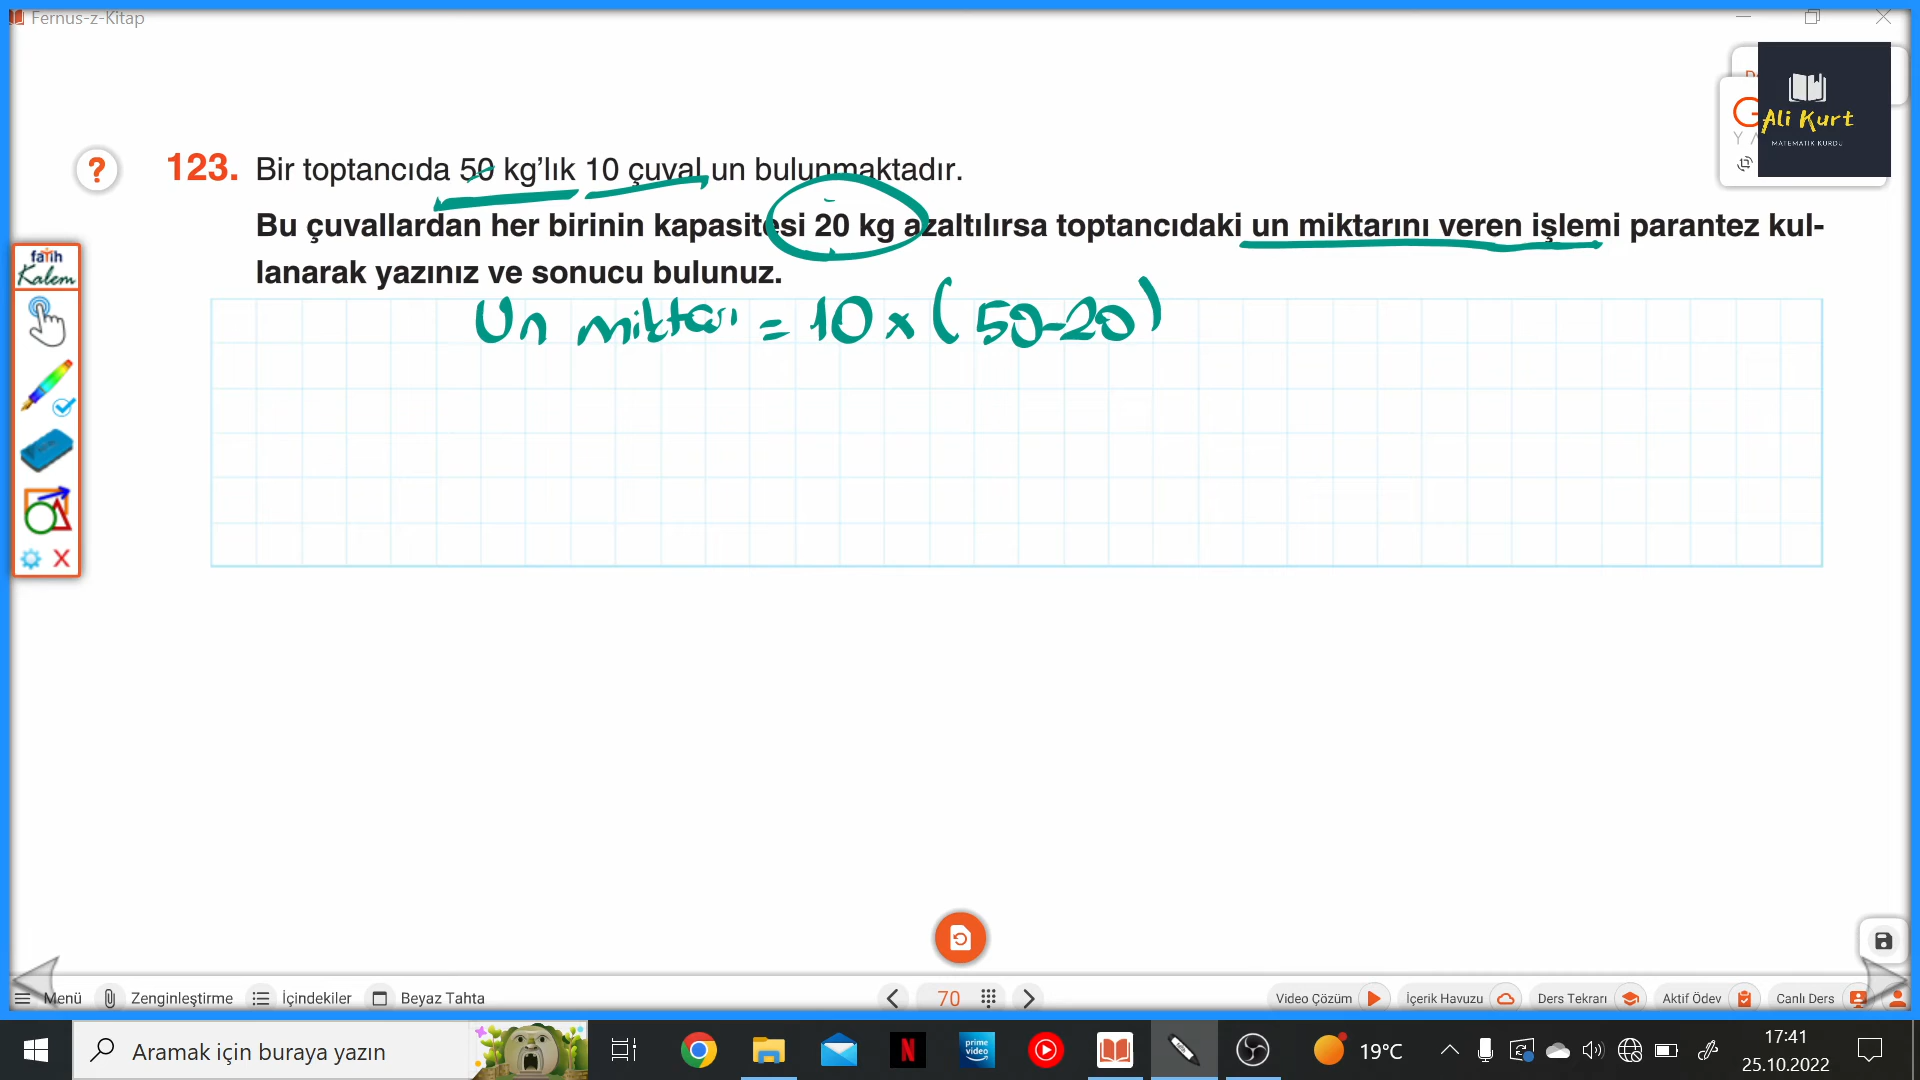 Fernus-z-Kitap
Ali Kurt
MATEMATİK KURDU
123. Bir toptancıda 50 kg'lık 10 çuval un bulunmaktadır.
Bu çuvallardan her birinin kapasitesi 20 kg azaltılırsa toptancıdaki un miktarını veren işlemi parantez kul-
lanarak yazınız ve sonucu bulunuz.
Un miktarı = 10 x (50-20)
fatih
Kalem
Menü Zenginleştirme İçindekiler Beyaz Tahta 70 Video Çözüm İçerik Havuzu Ders Tekrarı Aktif Ödev Canlı Ders
Aramak için buraya yazın
prime
video
19°C
17:41
25.10.2022